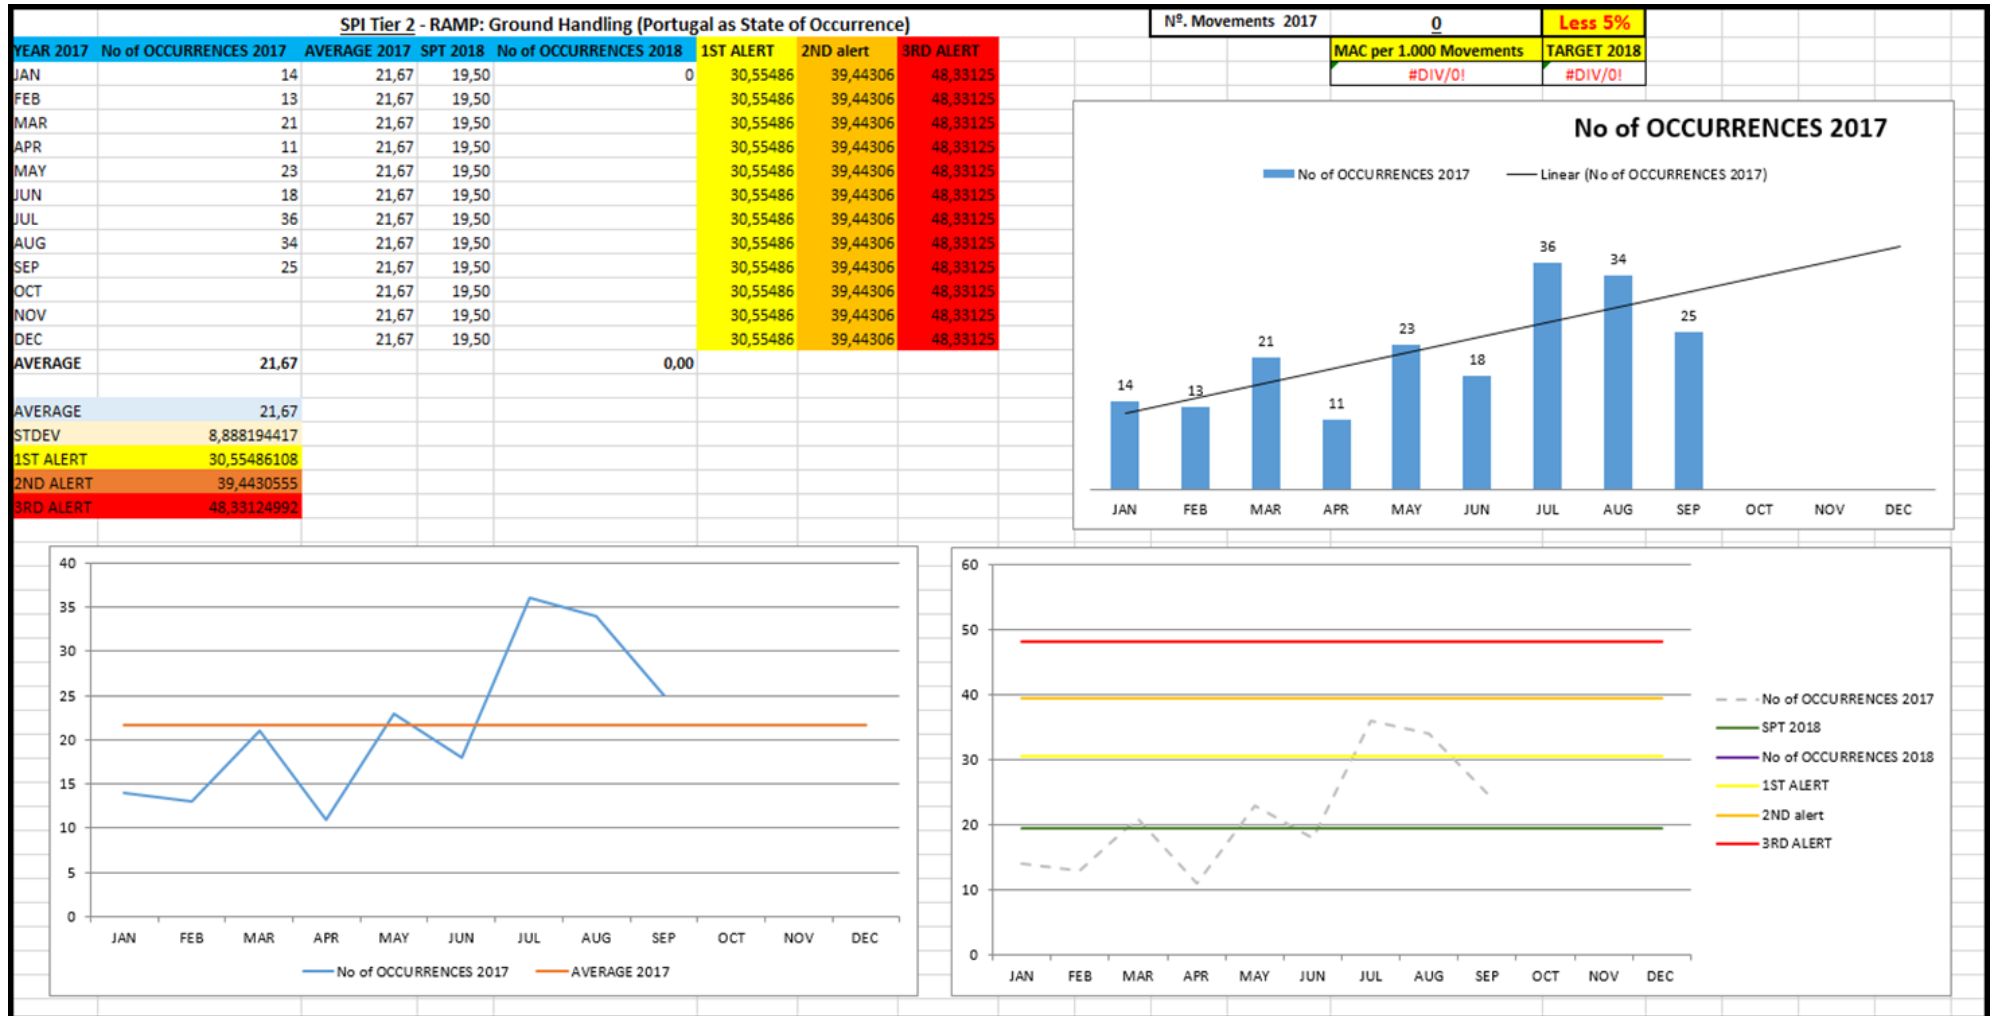 SPI Tier 2 - RAMP: Ground Handling (Portugal as State of Occurrence)
Nº. Movements 2017 0 Less 5%
YEAR 2017 No of OCCURRENCES 2017 AVERAGE 2017 SPT 2018 No of OCCURRENCES 2018 1ST ALERT 2ND alert 3RD ALERT
MAC per 1.000 Movements TARGET 2018
#DIV/0! #DIV/0!
JAN 14 21,67 19,50 0 30,55486 39,44306 48,33125
FEB 13 21,67 19,50 30,55486 39,44306 48,33125
MAR 21 21,67 19,50 30,55486 39,44306 48,33125
APR 11 21,67 19,50 30,55486 39,44306 48,33125
MAY 23 21,67 19,50 30,55486 39,44306 48,33125
JUN 18 21,67 19,50 30,55486 39,44306 48,33125
JUL 36 21,67 19,50 30,55486 39,44306 48,33125
AUG 34 21,67 19,50 30,55486 39,44306 48,33125
SEP 25 21,67 19,50 30,55486 39,44306 48,33125
OCT 21,67 19,50 30,55486 39,44306 48,33125
NOV 21,67 19,50 30,55486 39,44306 48,33125
DEC 21,67 19,50 30,55486 39,44306 48,33125
AVERAGE 21,67 0,00
AVERAGE 21,67
STDEV 8,888194417
1ST ALERT 30,55486108
2ND ALERT 39,4430555
3RD ALERT 48,33124992
No of OCCURRENCES 2017
No of OCCURRENCES 2017 Linear (No of OCCURRENCES 2017)
14 13 21 11 23 18 36 34 25
JAN FEB MAR APR MAY JUN JUL AUG SEP OCT NOV DEC
40
35
30
25
20
15
10
5
0
JAN FEB MAR APR MAY JUN JUL AUG SEP OCT NOV DEC
No of OCCURRENCES 2017 AVERAGE 2017
60
50
40
30
20
10
0
JAN FEB MAR APR MAY JUN JUL AUG SEP OCT NOV DEC
No of OCCURRENCES 2017
SPT 2018
No of OCCURRENCES 2018
1ST ALERT
2ND alert
3RD ALERT